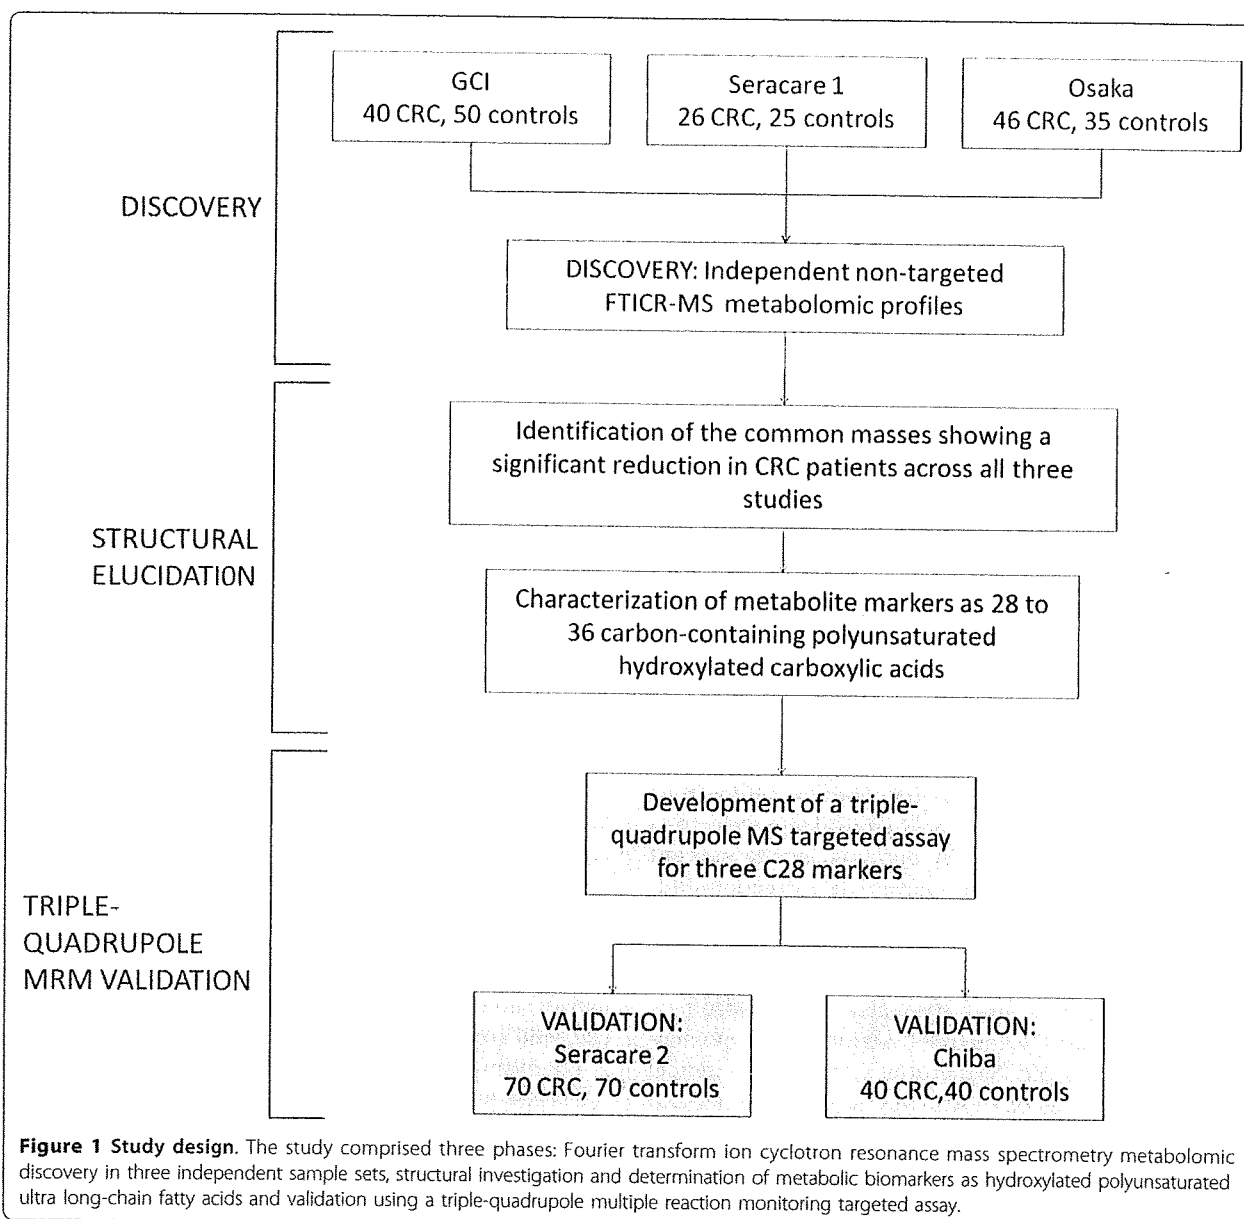 GCI
40 CRC, 50 controls
Seracare 1
26 CRC, 25 controls
Osaka
46 CRC, 35 controls
DISCOVERY
DISCOVERY: Independent non-targeted
FTICR-MS metabolomic profiles
Identification of the common masses showing a
significant reduction in CRC patients across all three
studies
STRUCTURAL
ELUCIDATION
Characterization of metabolite markers as 28 to
36 carbon-containing polyunsaturated
hydroxylated carboxylic acids
Development of a triple-
quadrupole MS targeted assay
for three C28 markers
TRIPLE-
QUADRUPOLE
MRM VALIDATION
VALIDATION:
Seracare 2
70 CRC, 70 controls
VALIDATION:
Chiba
40 CRC,40 controls
Figure 1 Study design. The study comprised three phases: Fourier transform ion cyclotron resonance mass spectrometry metabolomic
discovery in three independent sample sets, structural investigation and determination of metabolic biomarkers as hydroxylated polyunsaturated
ultra long-chain fatty acids and validation using a triple-quadrupole multiple reaction monitoring targeted assay.